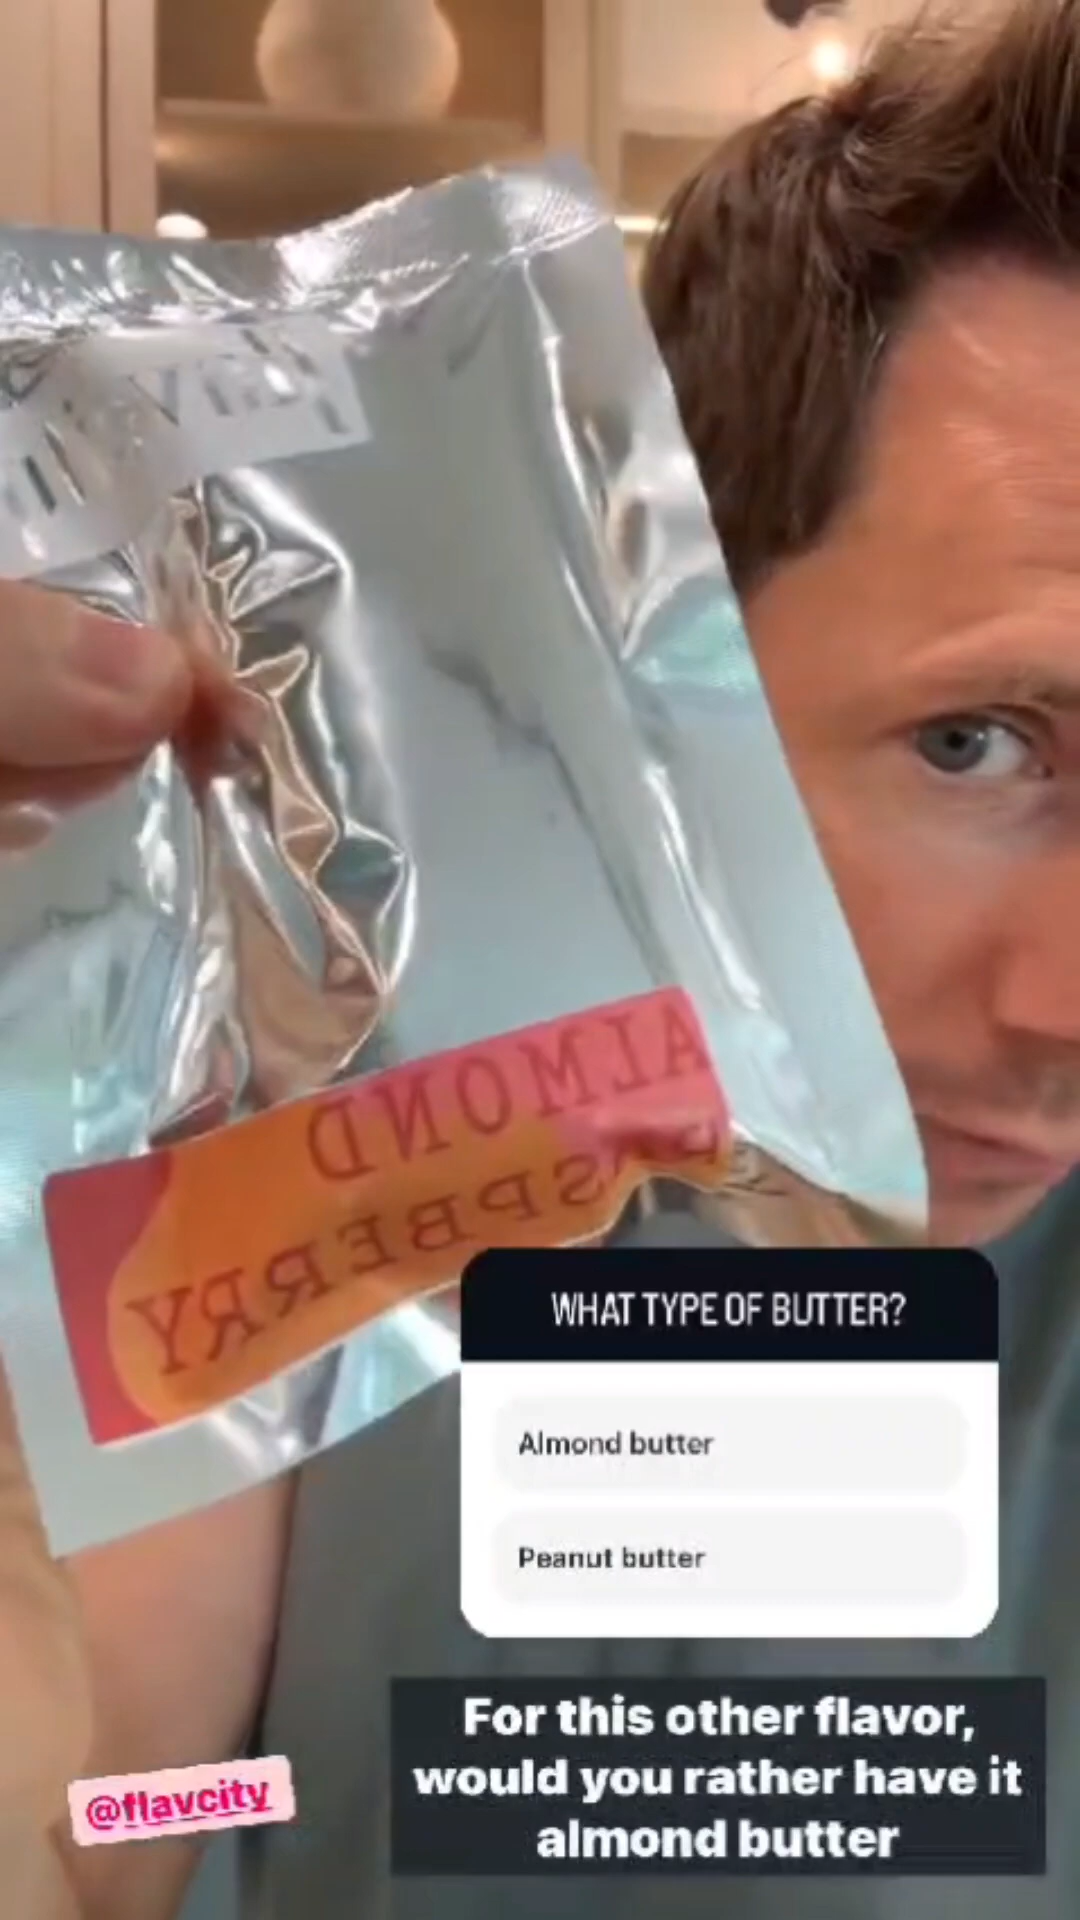 ALMOND
RASPBERRY
WHAT TYPE OF BUTTER?
Almond butter
Peanut butter
For this other flavor,
would you rather have it
almond butter
@flavcity